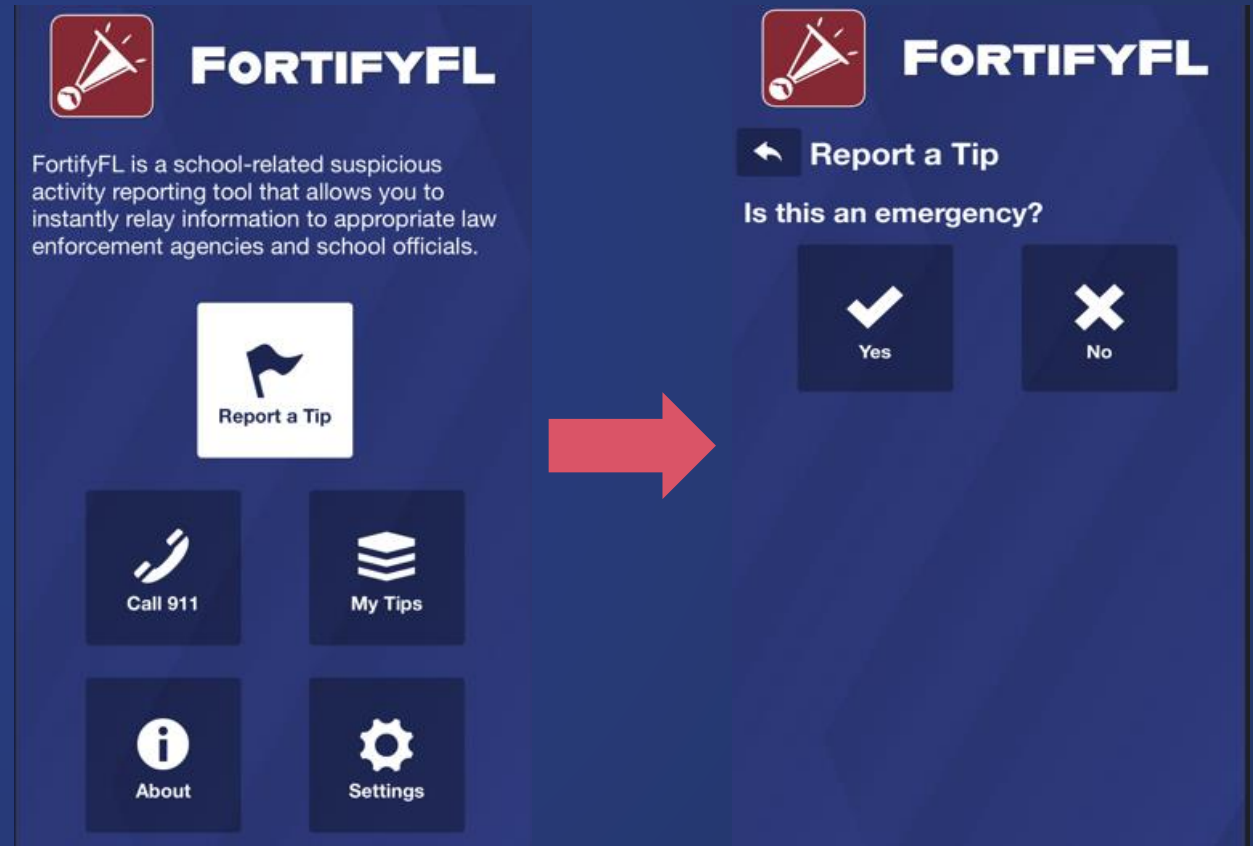 FORTIFYFL
FortifyFL is a school-related suspicious
activity reporting tool that allows you to
instantly relay information to appropriate law
enforcement agencies and school officials.
Report a Tip
Call 911
My Tips
About
Settings
FORTIFYFL
Report a Tip
Is this an emergency?
Yes
No